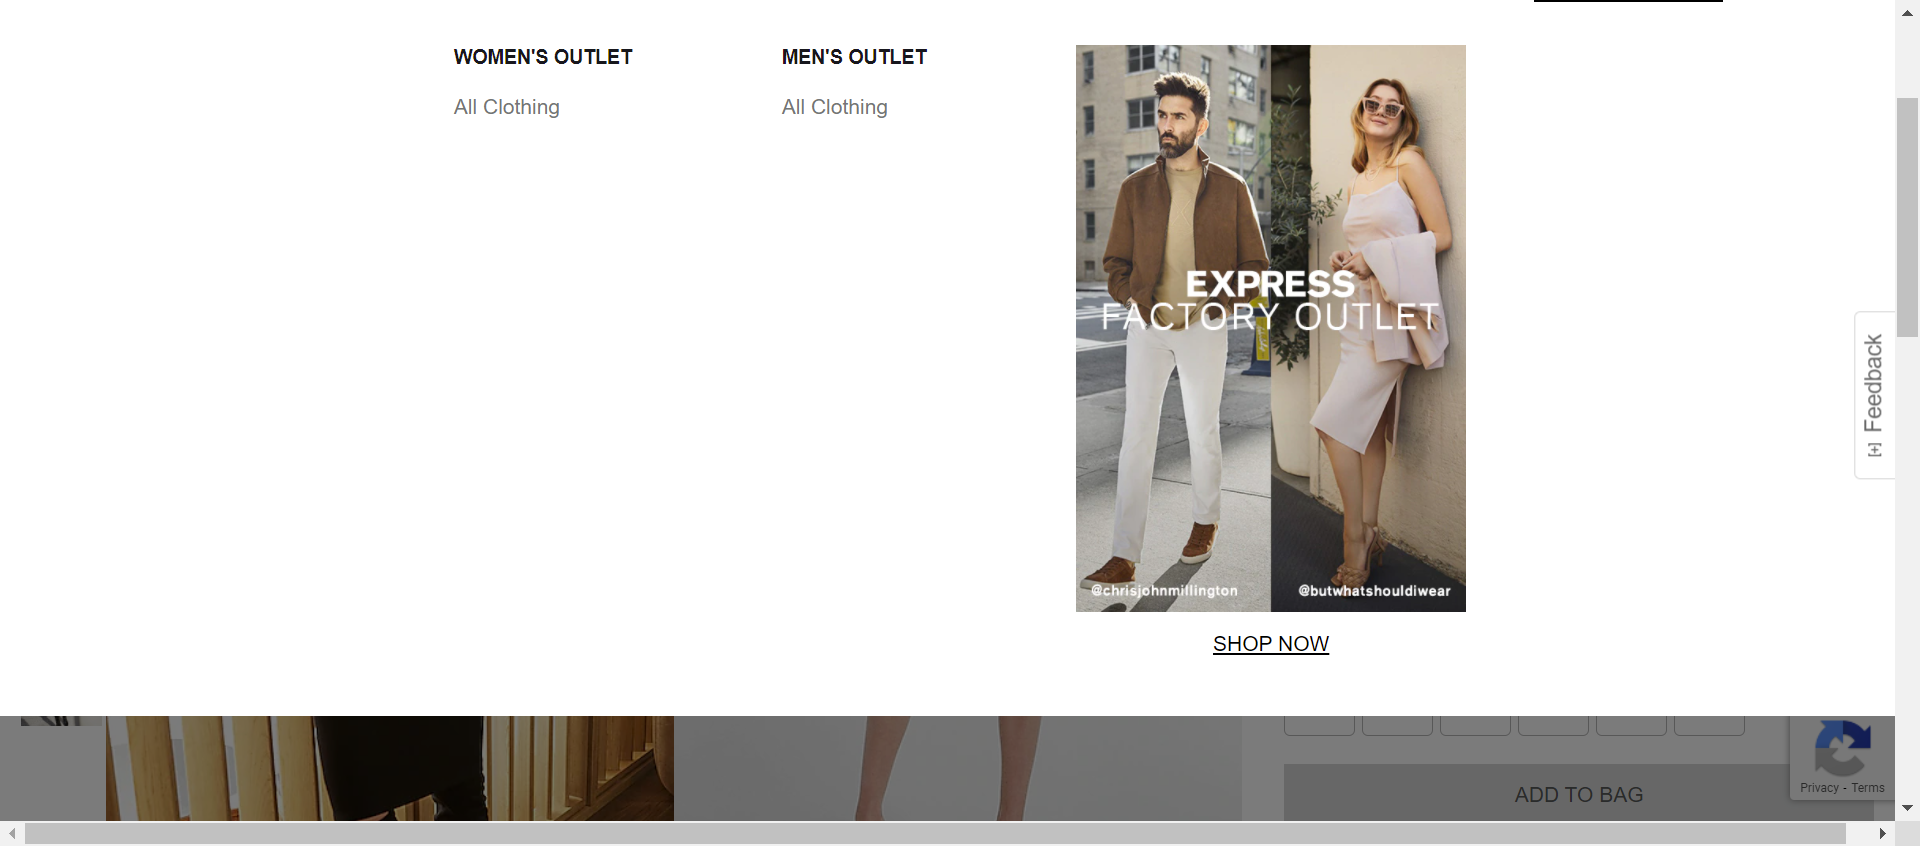 WOMEN'S OUTLET
All Clothing
MEN'S OUTLET
All Clothing
EXPRESS
FACTORY OUTLET
@chrisjohnmillington
@butwhatshouldiwear
SHOP NOW
[+] Feedback
ADD TO BAG
Privacy - Terms